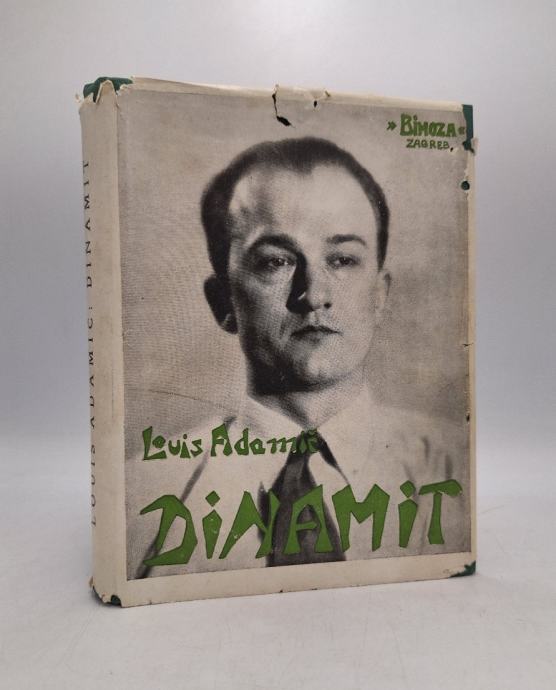 » BINOZA «
ZAGREB
Louis Adamič
DINAMIT
LOUIS ADAMIČ: DINAMIT